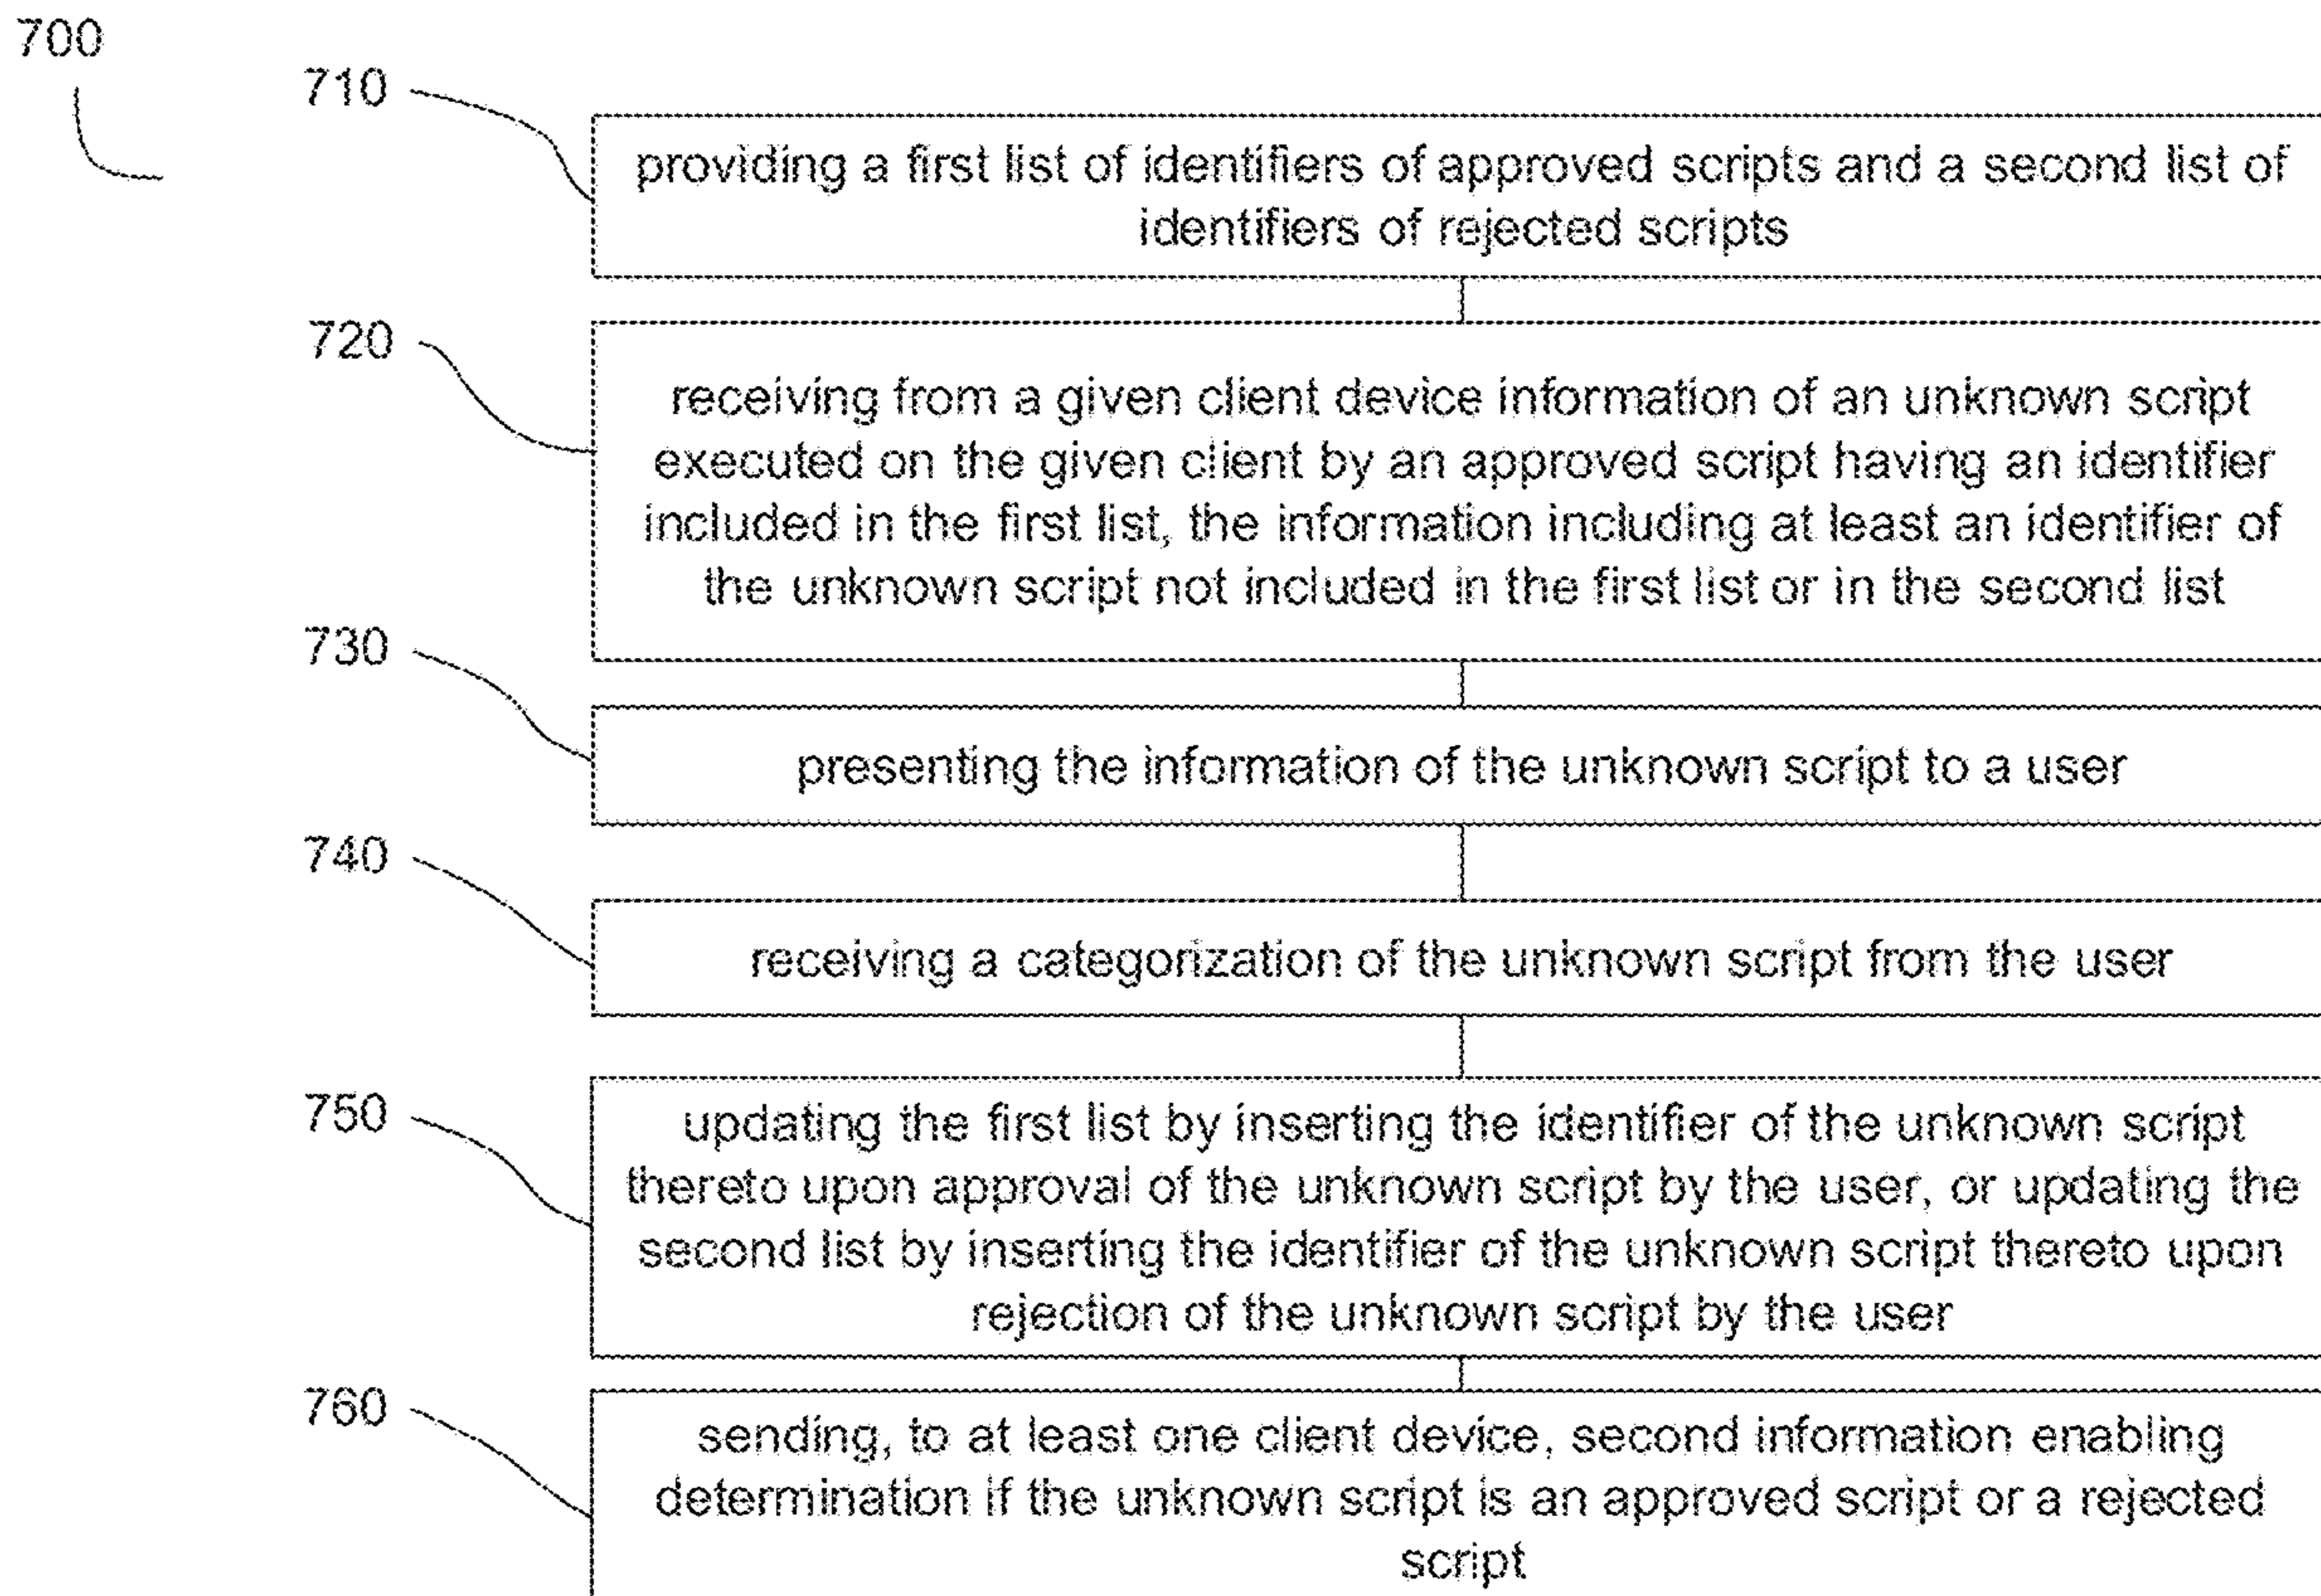 700
710
providing a first list of identifiers of approved scripts and a second list of
identifiers of rejected scripts
720
receiving from a given client device information of an unknown script
executed on the given client by an approved script having an identifier
included in the first list, the information including at least an identifier of
the unknown script not included in the first list or in the second list
730
presenting the information of the unknown script to a user
740
receiving a categorization of the unknown script from the user
750
updating the first list by inserting the identifier of the unknown script
thereto upon approval of the unknown script by the user, or updating the
second list by inserting the identifier of the unknown script thereto upon
rejection of the unknown script by the user
760
sending, to at least one client device, second information enabling
determination if the unknown script is an approved script or a rejected
script